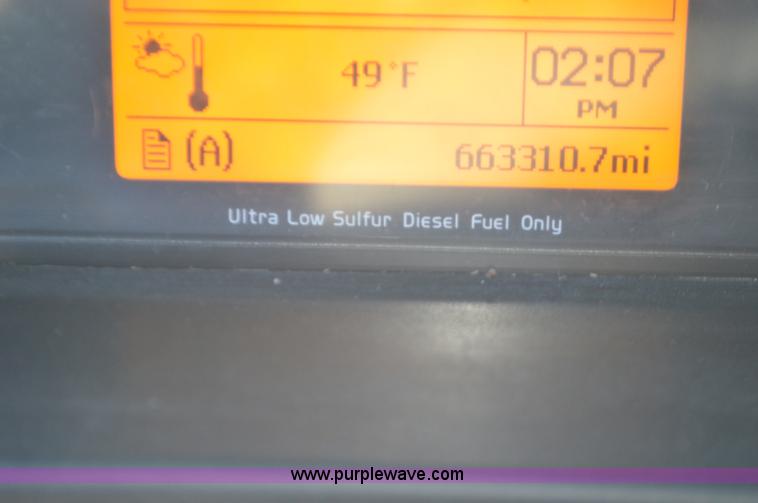 49°F
02:07
PM
(A)
663310.7mi
Ultra Low Sulfur Diesel Fuel Only
www.purplewave.com